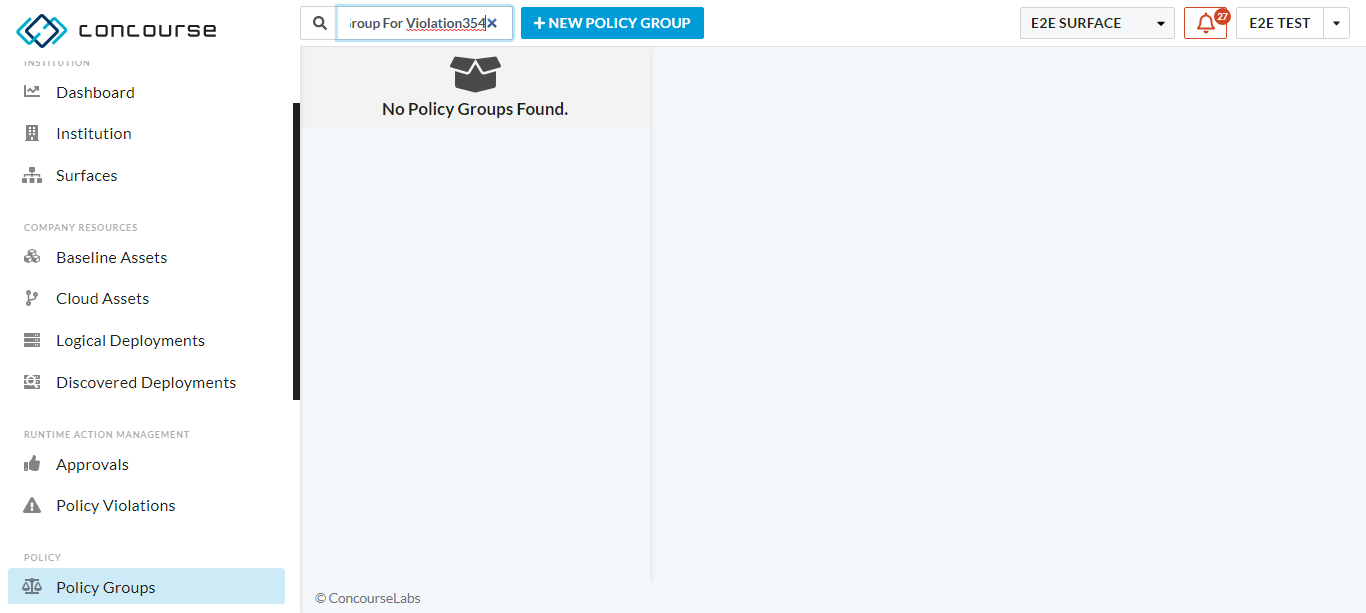 concourse
roup For Violation354
NEW POLICY GROUP
E2E SURFACE
27
E2E TEST
INSTITUTION
Dashboard
Institution
Surfaces
COMPANY RESOURCES
Baseline Assets
Cloud Assets
Logical Deployments
Discovered Deployments
RUNTIME ACTION MANAGEMENT
Approvals
Policy Violations
POLICY
Policy Groups
No Policy Groups Found.
© ConcourseLabs